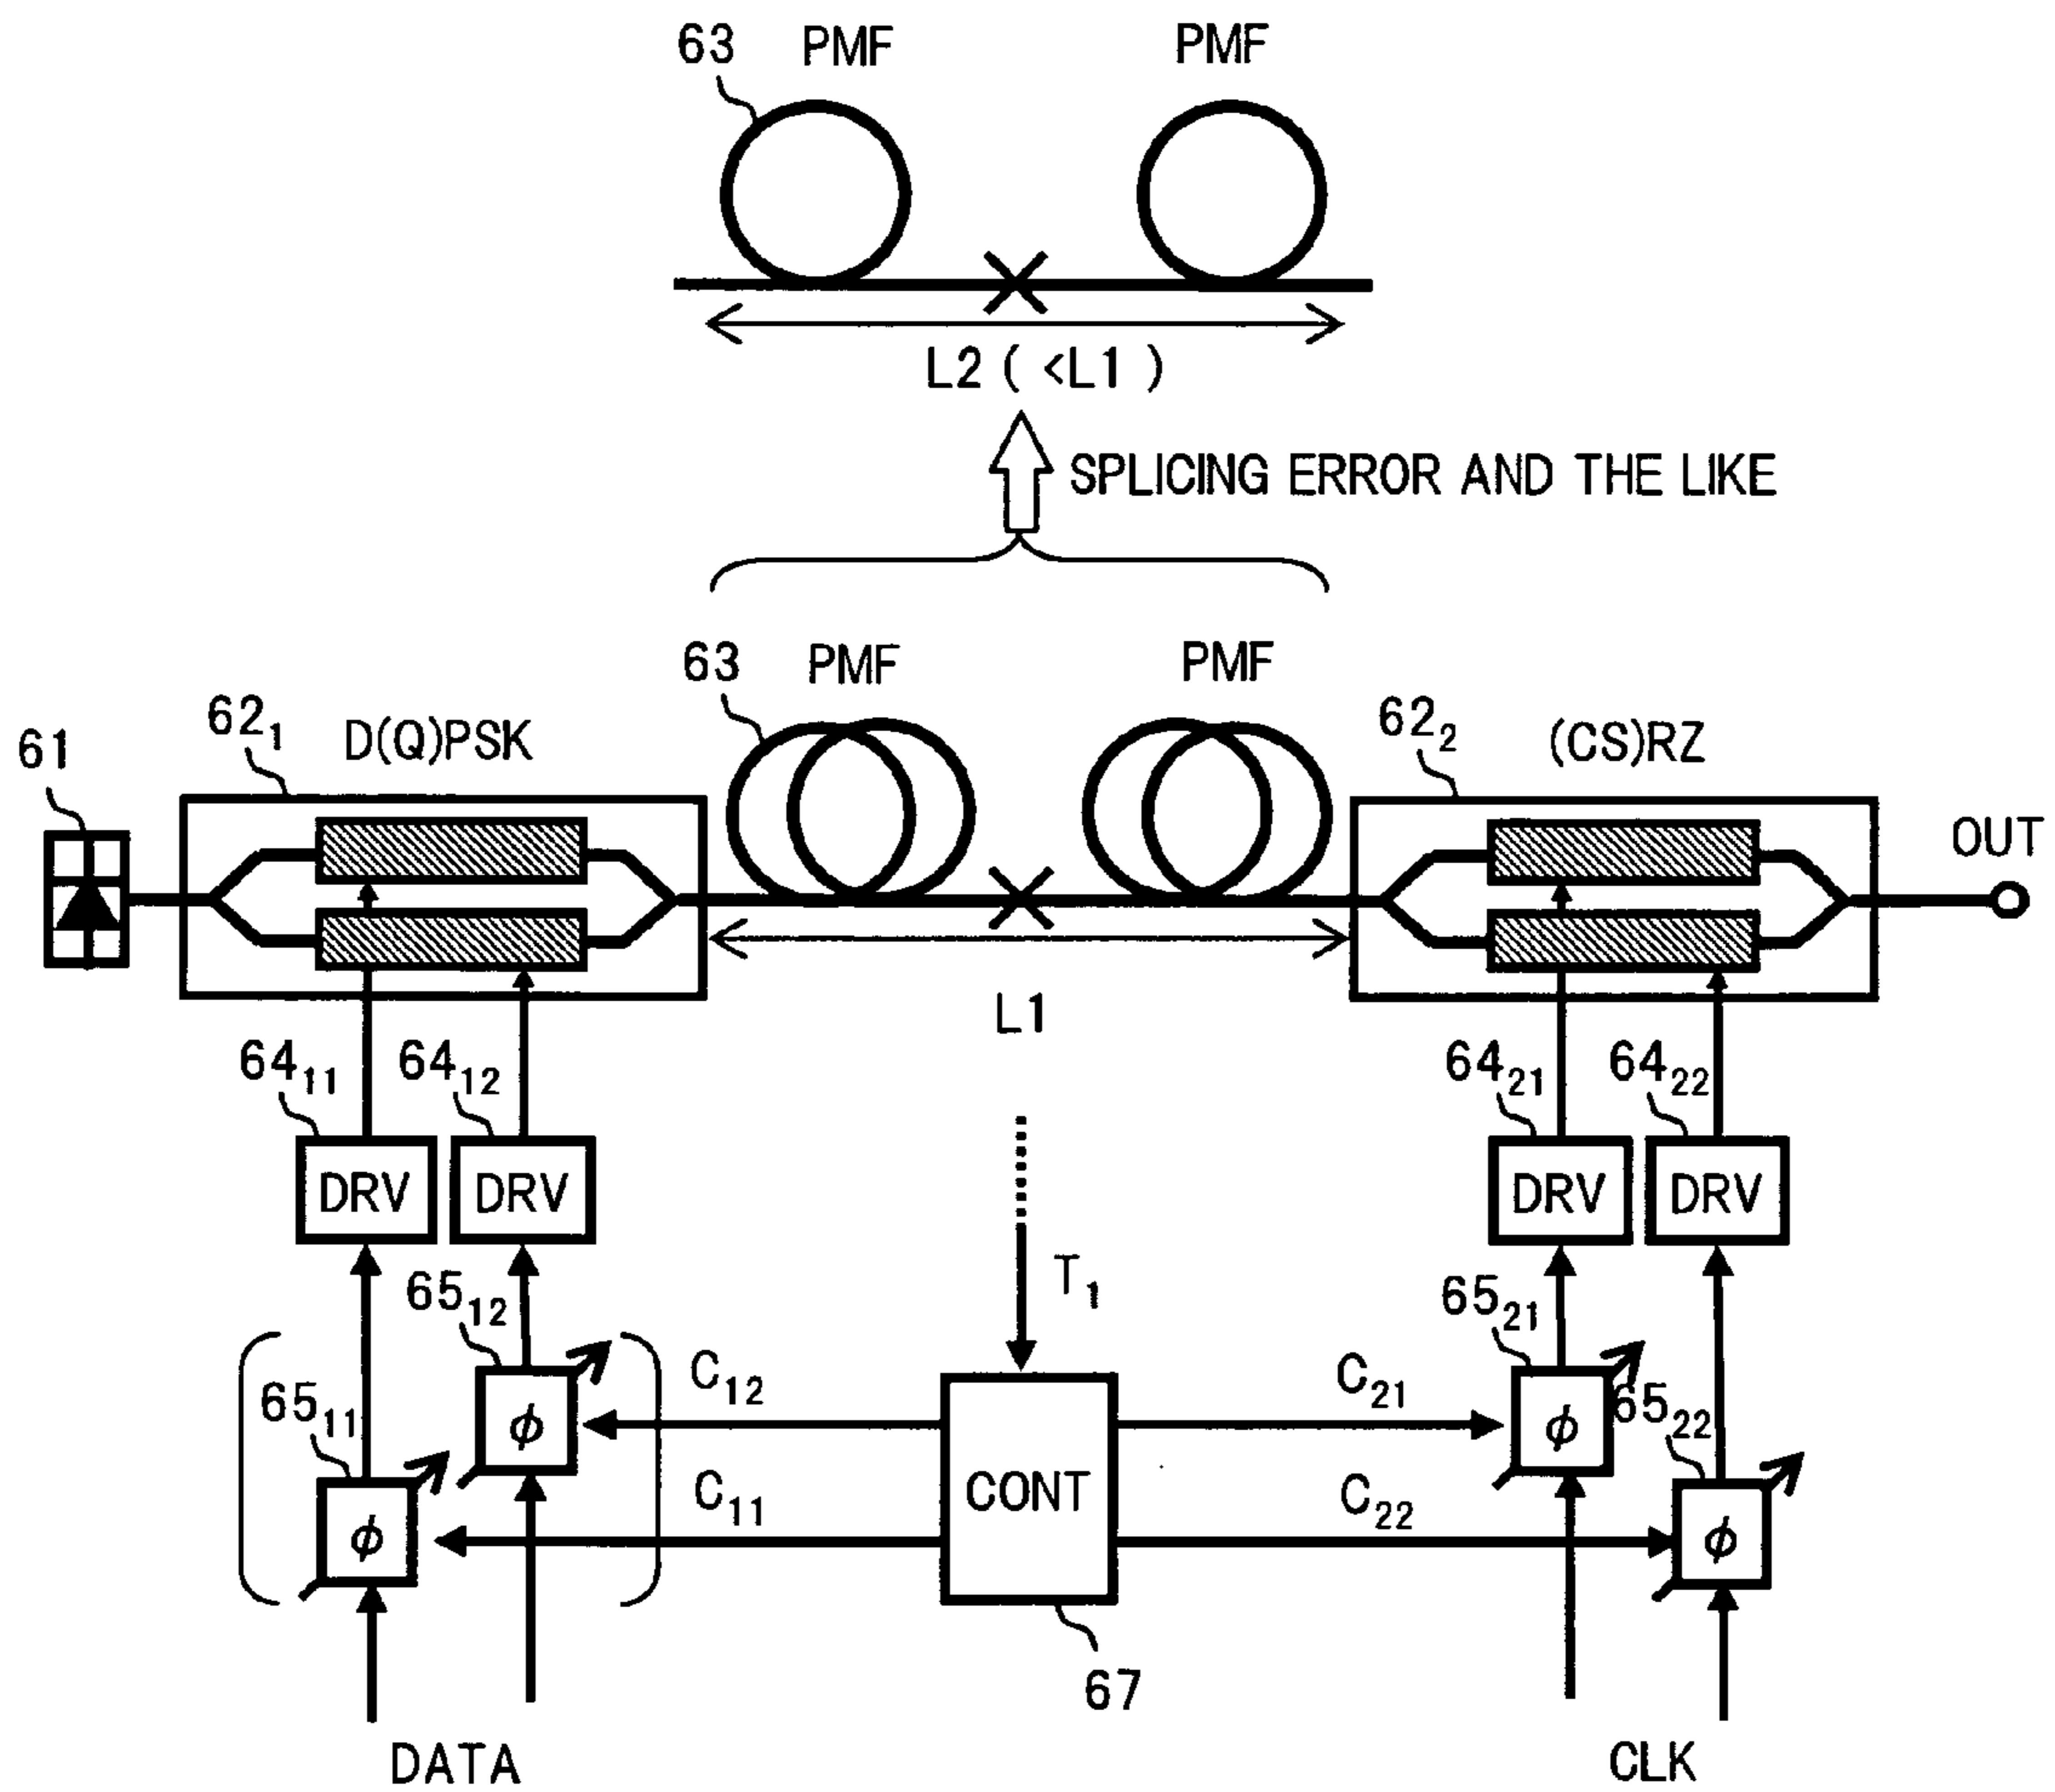 63 PMF PMF
L2 ( <L1 )
SPLICING ERROR AND THE LIKE
63 PMF PMF
61 62₁ D(Q)PSK 62₂ (CS)RZ
OUT
L1
64₁₁ 64₁₂ 64₂₁ 64₂₂
DRV DRV DRV DRV
T₁
65₁₂ 65₂₁
65₁₁ C₁₂ C₂₁ 65₂₂
ϕ ϕ
C₁₁ CONT C₂₂
ϕ ϕ
67
DATA CLK